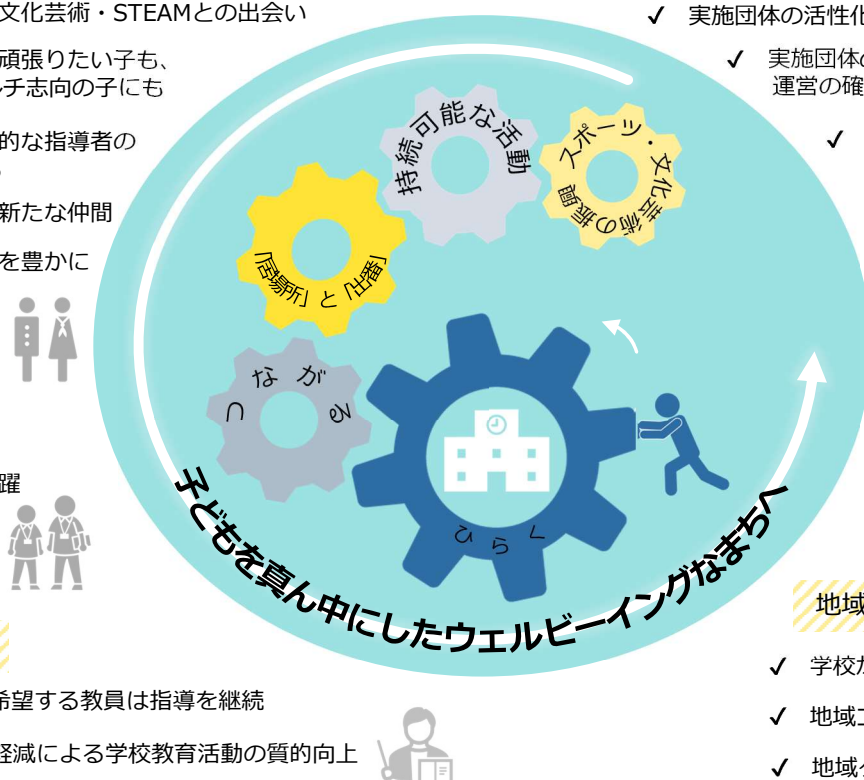 文化芸術・STEAMとの出会い
頑張りたい子も、
チ志向の子にも
的な指導者の
新たな仲間
を豊かに
躍
希望する教員は指導を継続
軽減による学校教育活動の質的向上
持続可能な活動
スポーツ・文化芸術の振興
「居場所」と「出番」
つながる
ひらく
子どもを真ん中にしたウェルビーイングなまちへ
✓ 実施団体の活性化
✓ 実施団体の
運営の確
✓
地域
✓ 学校が
✓ 地域
✓ 地域